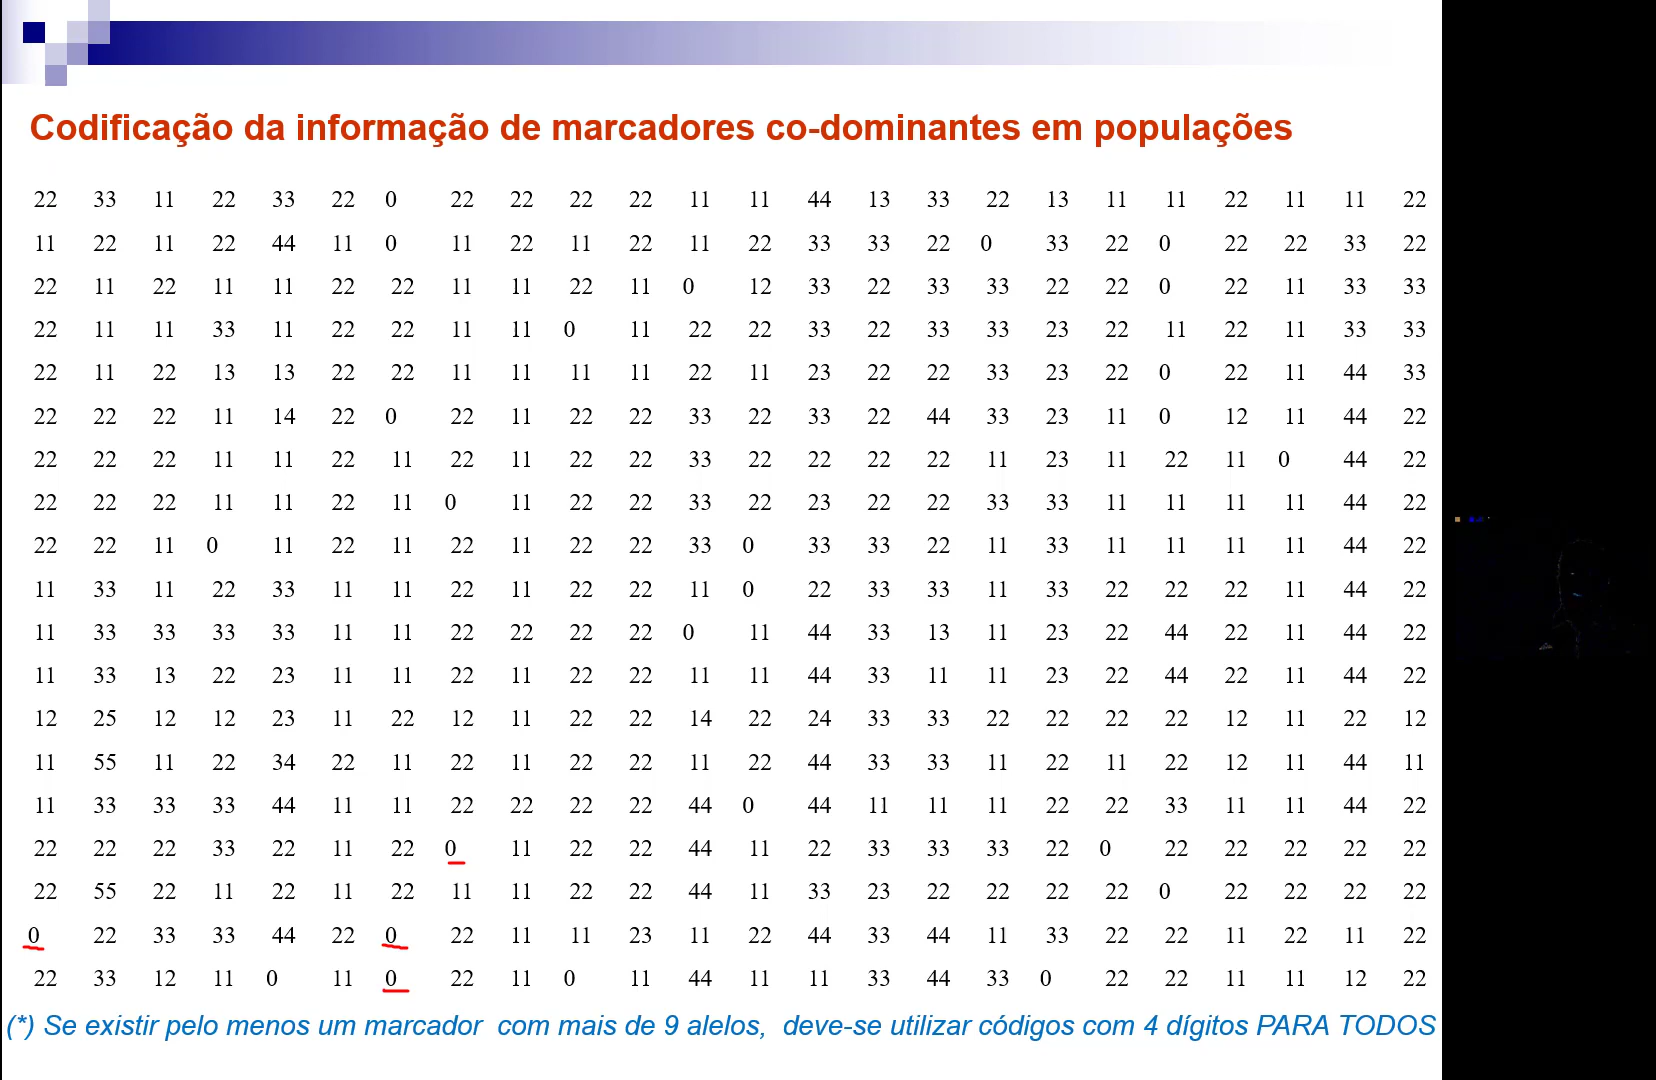 Codificação da informação de marcadores co-dominantes em populações
22 33 11 22 33 22 0 22 22 22 22 11 11 44 13 33 22 13 11 11 22 11 11 22
11 22 11 22 44 11 0 11 22 11 22 11 22 33 33 22 0 33 22 0 22 22 33 22
22 11 22 11 11 22 22 11 11 22 11 0 12 33 22 33 33 22 22 0 22 11 33 33
22 11 11 33 11 22 22 11 11 0 11 22 22 33 22 33 33 23 22 11 22 11 33 33
22 11 22 13 13 22 22 11 11 11 11 22 11 23 22 22 33 23 22 0 22 11 44 33
22 22 22 11 14 22 0 22 11 22 22 33 22 33 22 44 33 23 11 0 12 11 44 22
22 22 22 11 11 22 11 22 11 22 22 33 22 22 22 22 11 23 11 22 11 0 44 22
22 22 22 11 11 22 11 0 11 22 22 33 22 23 22 22 33 33 11 11 11 11 44 22
22 22 11 0 11 22 11 22 11 22 22 33 0 33 33 22 11 33 11 11 11 11 44 22
11 33 11 22 33 11 11 22 11 22 22 11 0 22 33 33 11 33 22 22 22 11 44 22
11 33 33 33 33 11 11 22 22 22 22 0 11 44 33 13 11 23 22 44 22 11 44 22
11 33 13 22 23 11 11 22 11 22 22 11 11 44 33 11 11 23 22 44 22 11 44 22
12 25 12 12 23 11 22 12 11 22 22 14 22 24 33 33 22 22 22 22 12 11 22 12
11 55 11 22 34 22 11 22 11 22 22 11 22 44 33 33 11 22 11 22 12 11 44 11
11 33 33 33 44 11 11 22 22 22 22 44 0 44 11 11 11 22 22 33 11 11 44 22
22 22 22 33 22 11 22 0 11 22 22 44 11 22 33 33 33 22 0 22 22 22 22 22
22 55 22 11 22 11 22 11 11 22 22 44 11 33 23 22 22 22 22 0 22 22 22 22
0 22 33 33 44 22 0 22 11 11 23 11 22 44 33 44 11 33 22 22 11 22 11 22
22 33 12 11 0 11 0 22 11 0 11 44 11 11 33 44 33 0 22 22 11 11 12 22
(*) Se existir pelo menos um marcador com mais de 9 alelos, deve-se utilizar códigos com 4 dígitos PARA TODOS